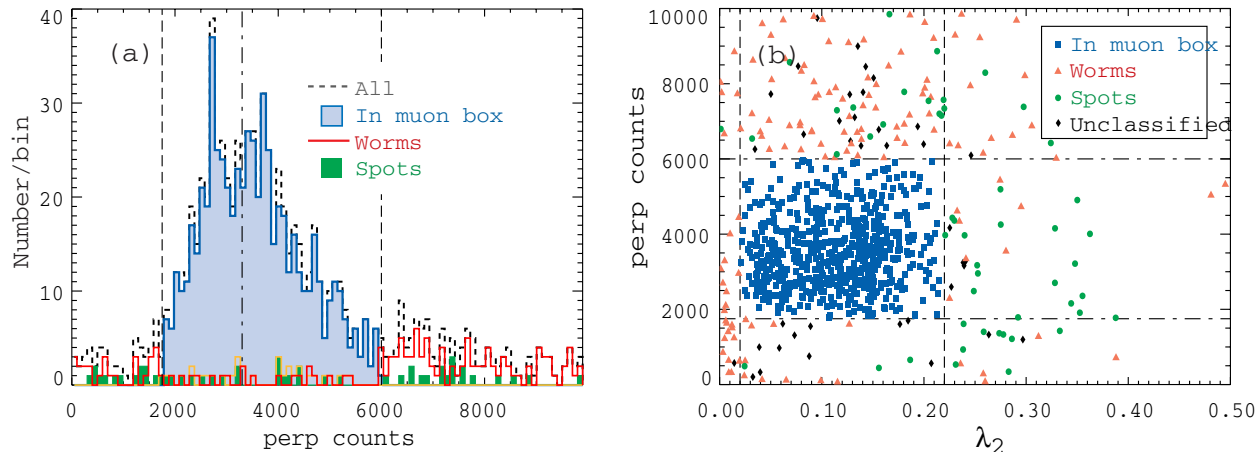 40
30
20
10
0
Number/bin
(a)
All
In muon box
Worms
Spots
0
2000
4000
6000
8000
perp counts
10000
8000
6000
4000
2000
0
perp counts
(b)
In muon box
Worms
Spots
Unclassified
0.00
0.10
0.20
0.30
0.40
0.50
λ2